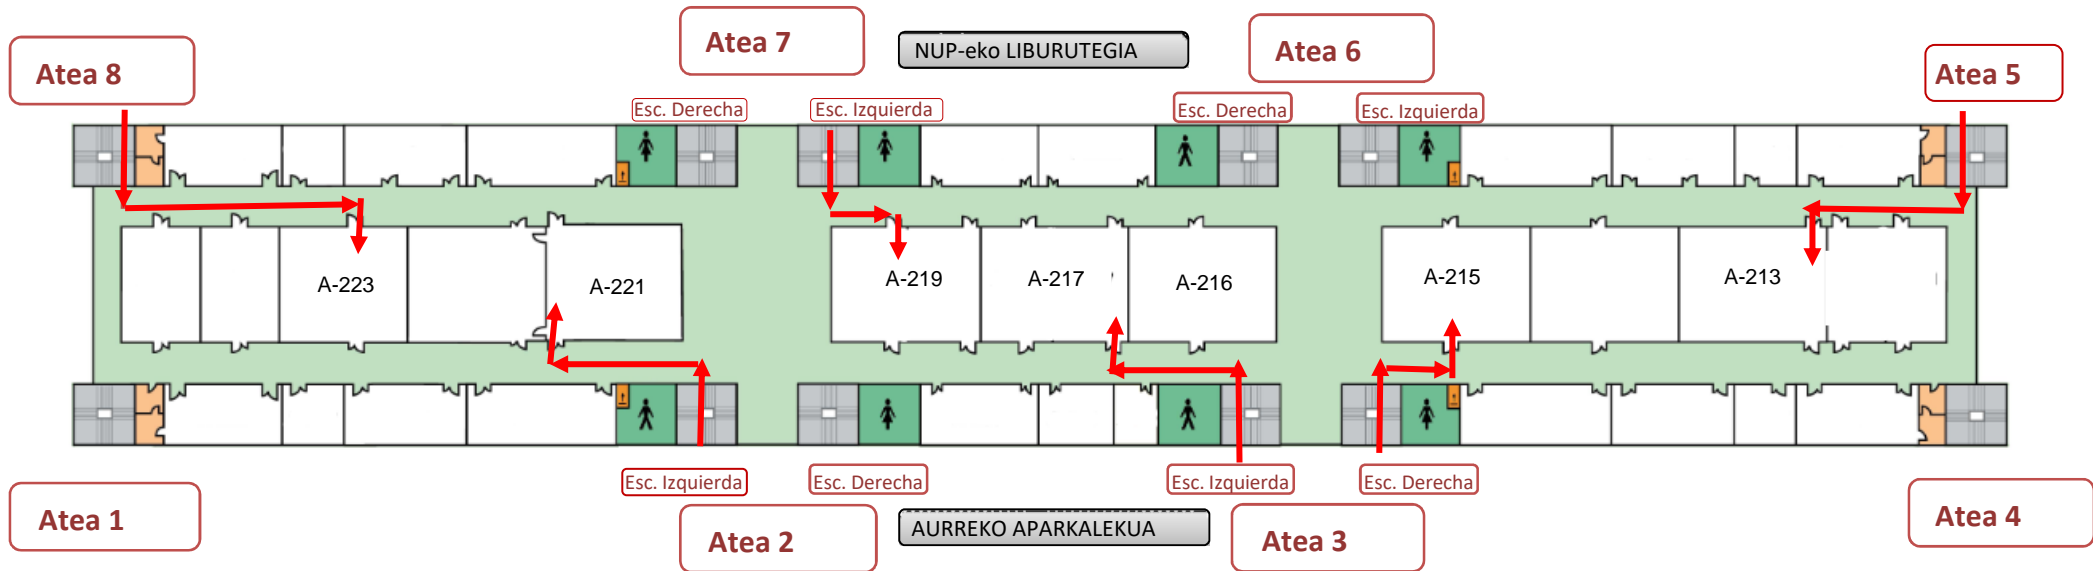 Atea 7
Atea 6
NUP-eko LIBURUTEGIA
Atea 8
Atea 5
Esc. Derecha
Esc. Izquierda
Esc. Derecha
Esc. Izquierda
A-223
A-221
A-219
A-217
A-216
A-215
A-213
Esc. Izquierda
Esc. Derecha
Esc. Izquierda
Esc. Derecha
Atea 1
Atea 2
AURREKO APARKALEKUA
Atea 3
Atea 4